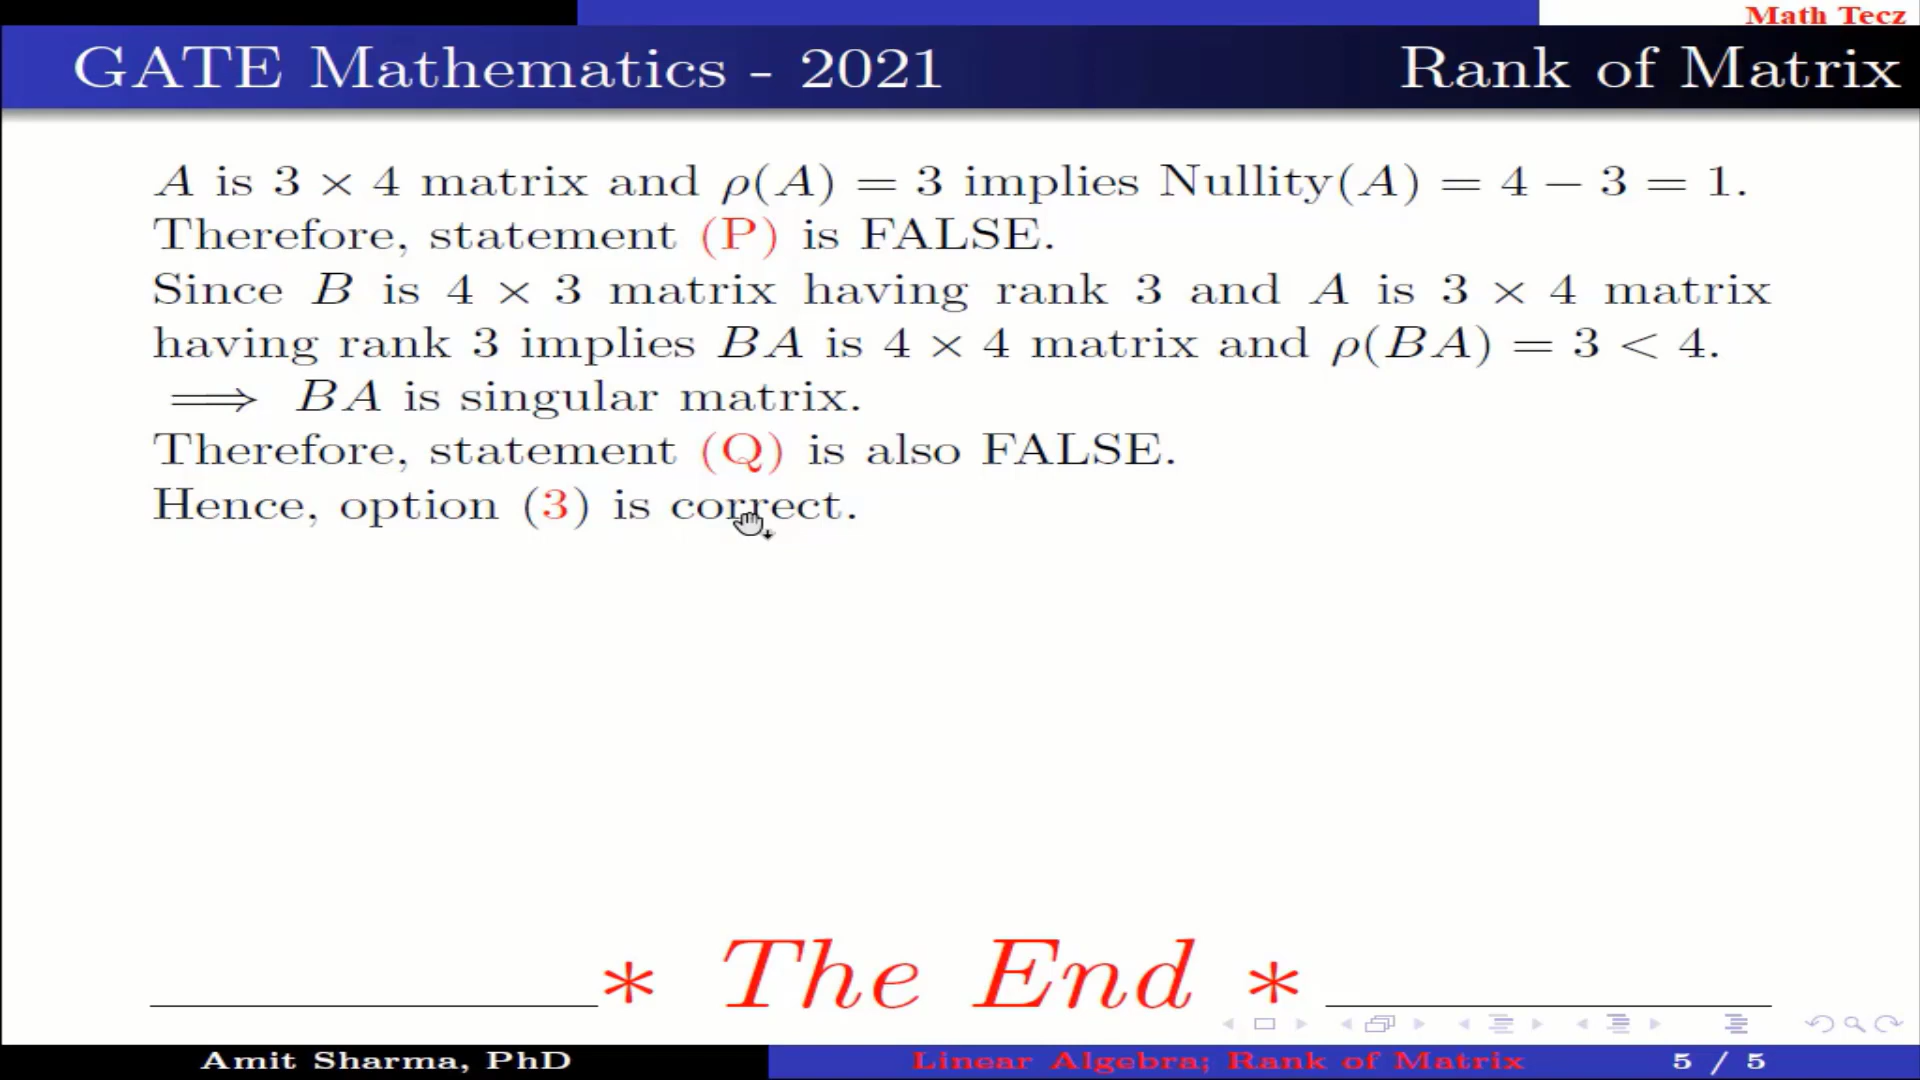 Math Tecz
GATE Mathematics - 2021 Rank of Matrix
A is 3 × 4 matrix and ρ(A) = 3 implies Nullity(A) = 4 − 3 = 1.
Therefore, statement (P) is FALSE.
Since B is 4 × 3 matrix having rank 3 and A is 3 × 4 matrix
having rank 3 implies BA is 4 × 4 matrix and ρ(BA) = 3 < 4.
⟹ BA is singular matrix.
Therefore, statement (Q) is also FALSE.
Hence, option (3) is correct.
* The End *
Amit Sharma, PhD Linear Algebra; Rank of Matrix 5 / 5